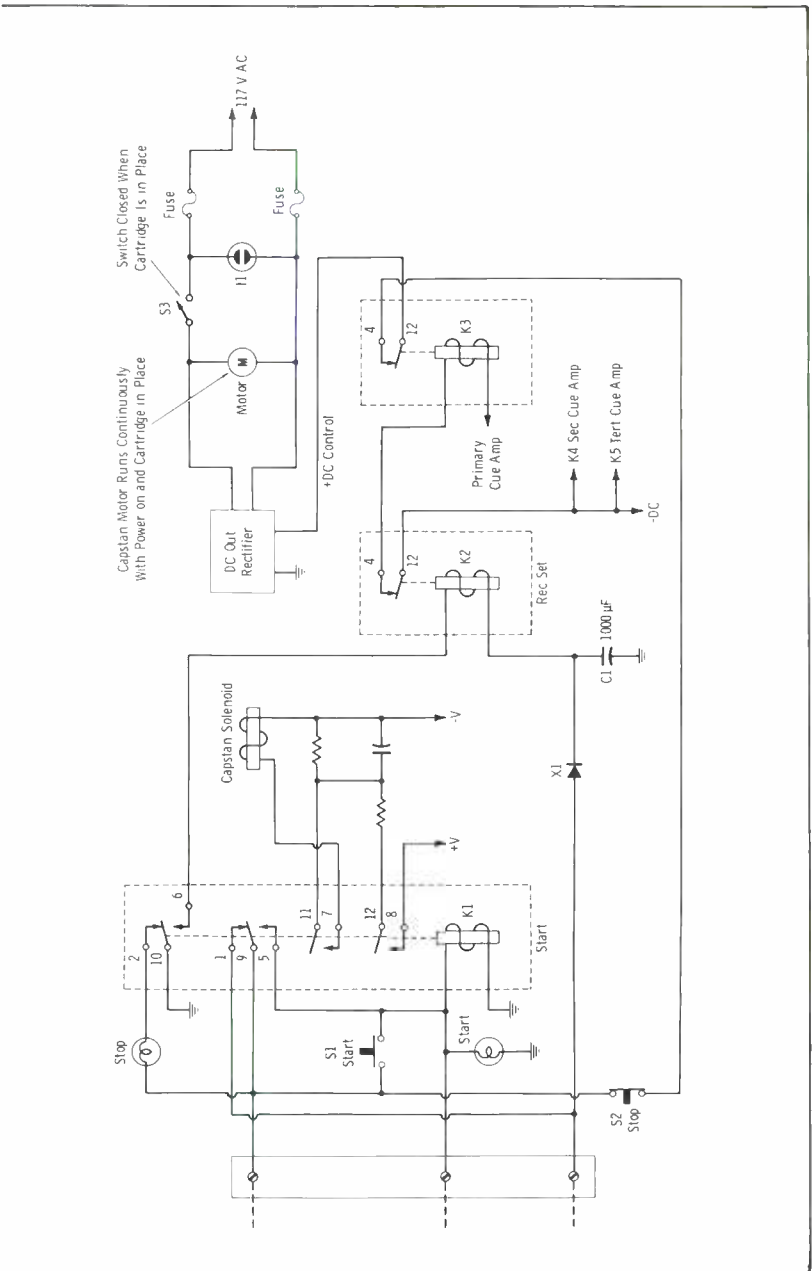 Capstan Motor Runs Continuously
With Power on and Cartridge in Place
Switch Closed When
Cartridge Is in Place
S3
Fuse
117 V AC
Motor
M
I1
Fuse
DC Out
Rectifier
+DC Control
4
12
K3
Primary
Cue Amp
4
12
K2
Rec Set
K4 Sec Cue Amp
K5 Tert Cue Amp
-DC
C1
1000 µF
Capstan Solenoid
-V
X1
+V
Stop
2
10
6
1
9
5
11
7
12
8
K1
Start
S1
Start
Start
S2
Stop